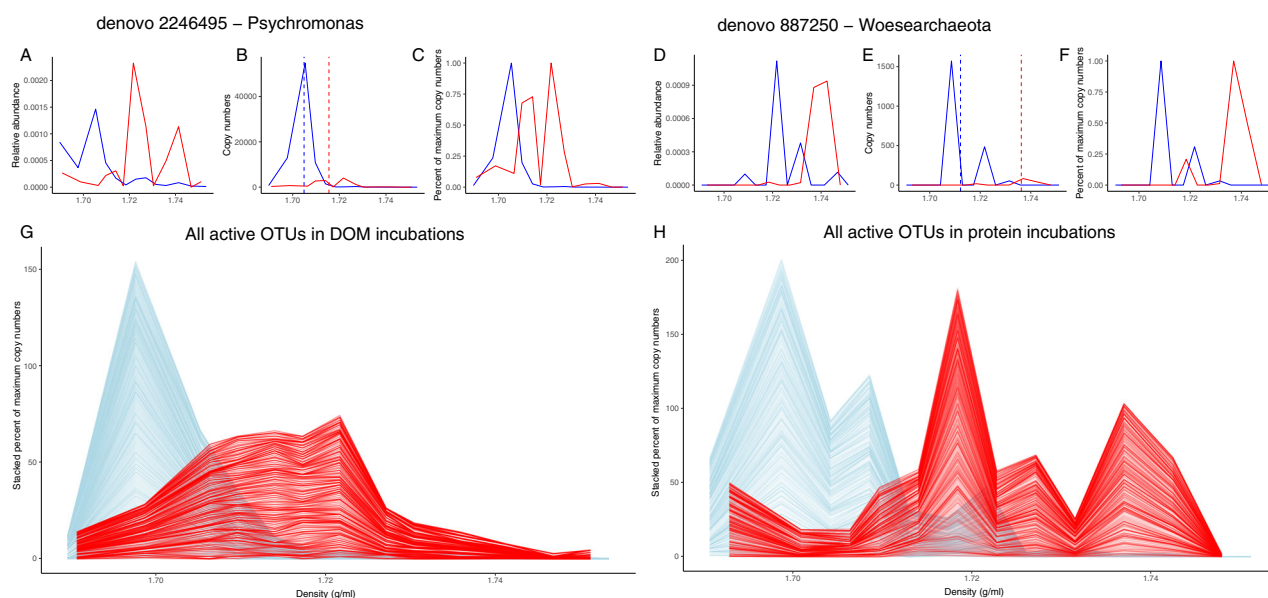 denovo 2246495 – Psychromonas
denovo 887250 – Woesearchaeota
A
Relative abundance
0.0020
0.0015
0.0010
0.0005
0.0000
1.70
1.72
1.74
B
Copy numbers
40000
20000
0
1.70
1.72
1.74
C
Percent of maximum copy numbers
1.00
0.75
0.50
0.25
0.00
1.70
1.72
1.74
D
Relative abundance
0.0009
0.0006
0.0003
0.0000
1.70
1.72
1.74
E
Copy numbers
1500
1000
500
0
1.70
1.72
1.74
F
Percent of maximum copy numbers
1.00
0.75
0.50
0.25
0.00
1.70
1.72
1.74
G
All active OTUs in DOM incubations
Stacked percent of maximum copy numbers
150
100
50
0
1.70
1.72
1.74
Density (g/ml)
H
All active OTUs in protein incubations
Stacked percent of maximum copy numbers
200
150
100
50
0
1.70
1.72
1.74
Density (g/ml)